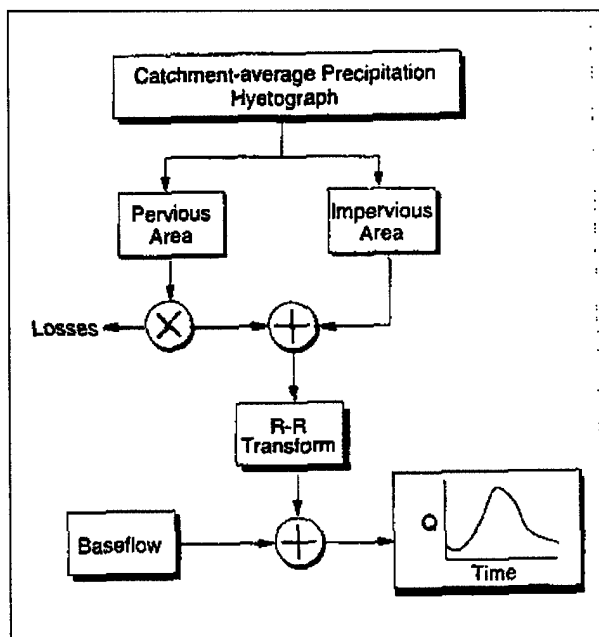 Catchment-average Precipitation
Hyetograph
Pervious
Area
Impervious
Area
Losses
R-R
Transform
Baseflow
Q
Time